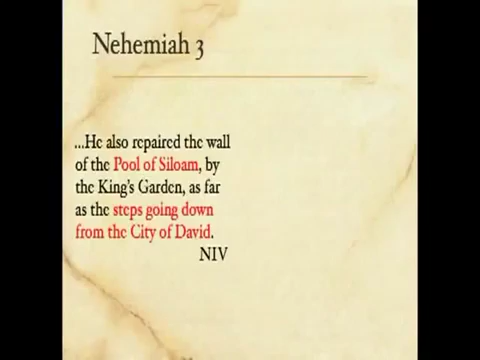 Nehemiah 3
...He also repaired the wall
of the Pool of Siloam, by
the King's Garden, as far
as the steps going down
from the City of David.
NIV